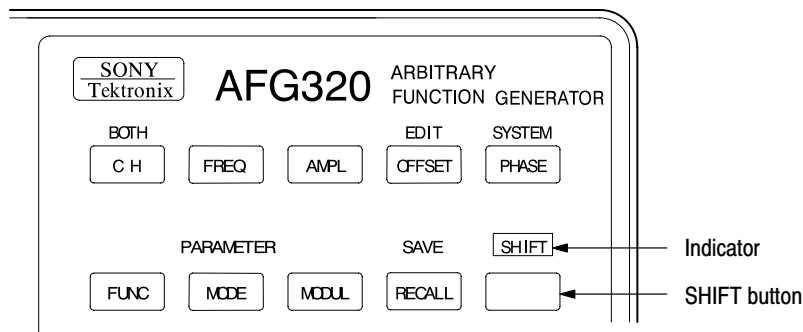 SONY
Tektronix
AFG320
ARBITRARY
FUNCTION GENERATOR
BOTH
EDIT
SYSTEM
CH
FREQ
AMPL
OFFSET
PHASE
PARAMETER
SAVE
SHIFT
Indicator
FUNC
MODE
MODUL
RECALL
SHIFT button